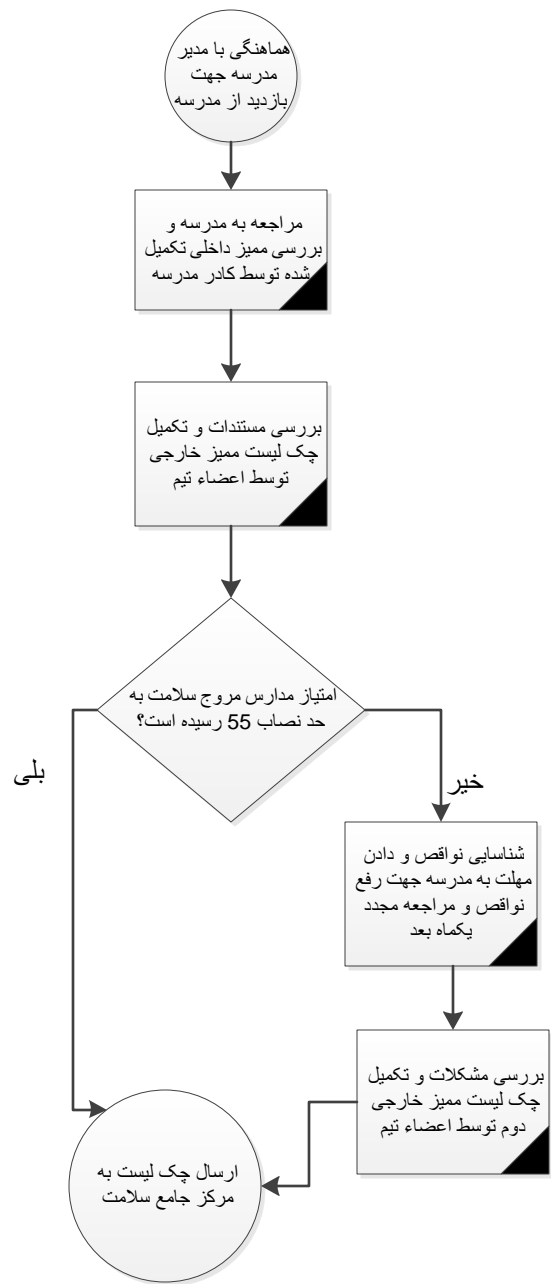 هماهنگی با مدیر
مدرسه جهت
بازدید از مدرسه
مراجعه به مدرسه و
بررسی ممیز داخلی تکمیل
شده توسط کادر مدرسه
بررسی مستندات و تکمیل
چک لیست ممیز خارجی
توسط اعضاء تیم
امتیاز مدارس مروج سلامت به
حد نصاب 55 رسیده است؟
بلی
خیر
شناسایی نواقص و دادن
مهلت به مدرسه جهت رفع
نواقص و مراجعه مجدد
یکماه بعد
بررسی مشکلات و تکمیل
چک لیست ممیز خارجی
دوم توسط اعضاء تیم
ارسال چک لیست به
مرکز جامع سلامت